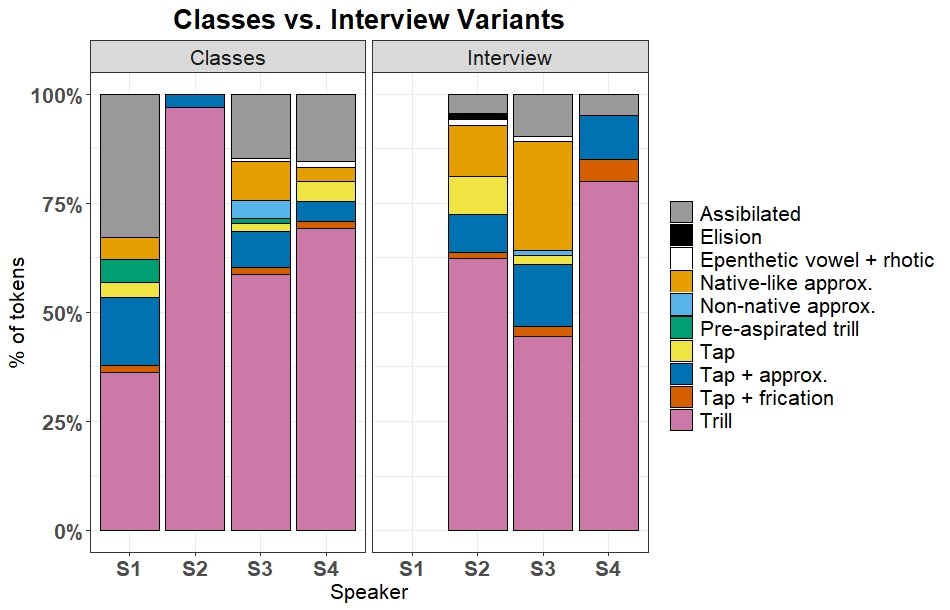 Classes vs. Interview Variants
Classes
Interview
% of tokens
100%
75%
50%
25%
0%
S1 S2 S3 S4
S1 S2 S3 S4
Speaker
Assibilated
Elision
Epenthetic vowel + rhotic
Native-like approx.
Non-native approx.
Pre-aspirated trill
Tap
Tap + approx.
Tap + frication
Trill